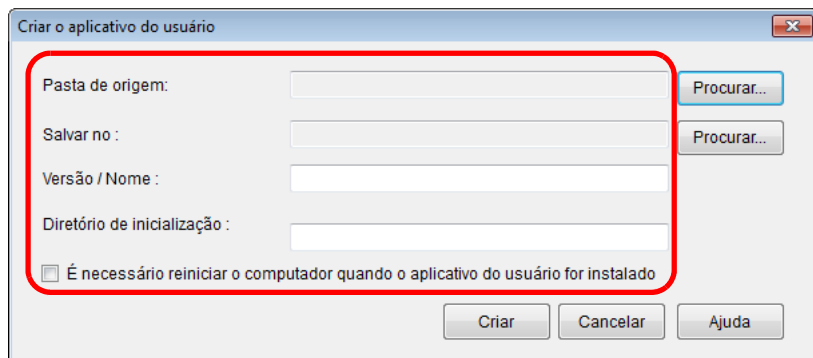 Criar o aplicativo do usuário
Pasta de origem: Procurar...
Salvar no : Procurar...
Versão / Nome :
Diretório de inicialização :
É necessário reiniciar o computador quando o aplicativo do usuário for instalado
Criar Cancelar Ajuda